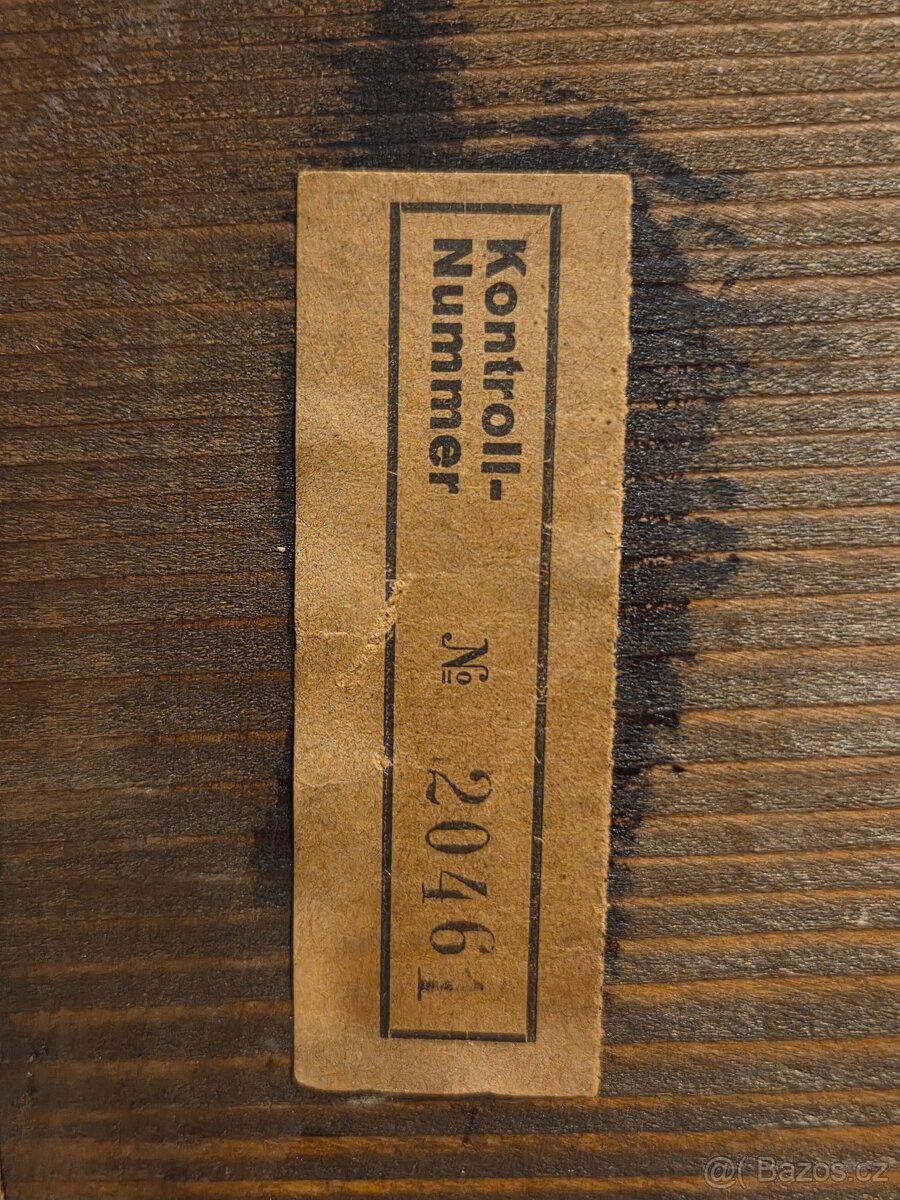 Kontroll-
Nummer
№ 20461
@( Bazos.cz